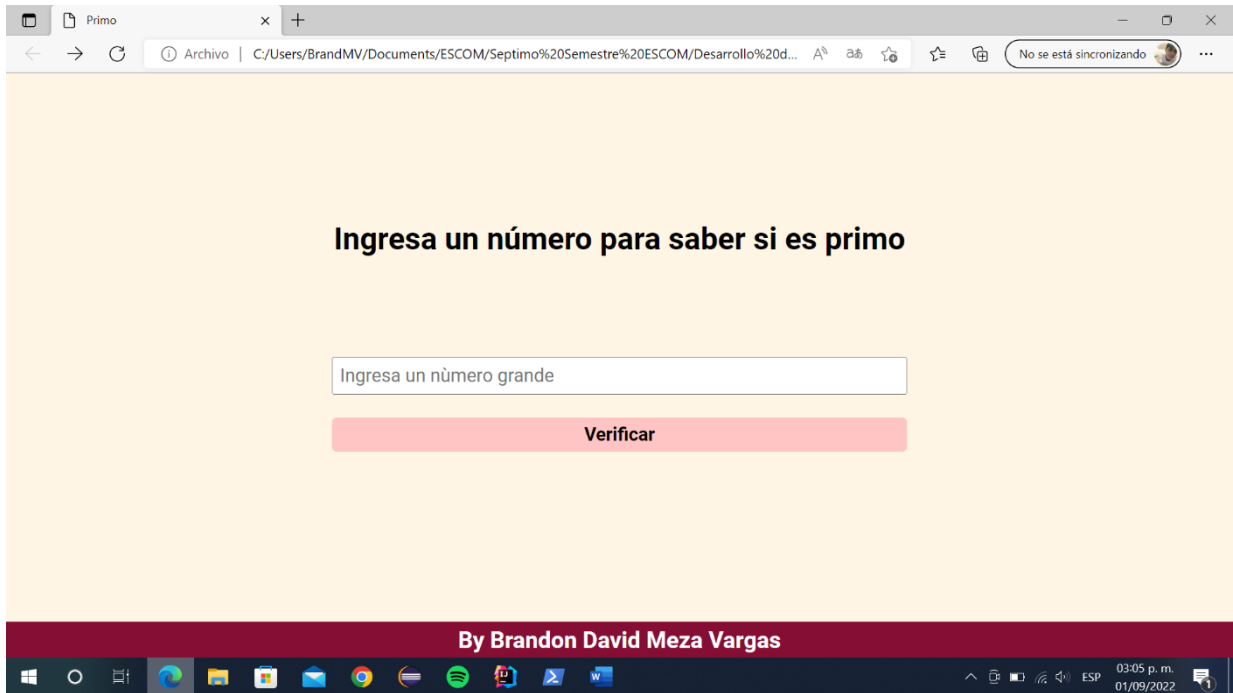 Primo
Archivo | C:/Users/BrandMV/Documents/ESCOM/Septimo%20Semestre%20ESCOM/Desarrollo%20d...
No se está sincronizando
Ingresa un número para saber si es primo
Ingresa un nùmero grande
Verificar
By Brandon David Meza Vargas
ESP
03:05 p. m.
01/09/2022
1